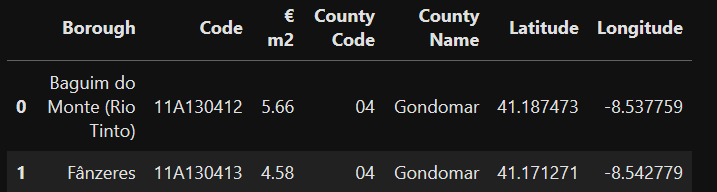 Borough Code € m2 County Code County Name Latitude Longitude
0 Baguim do Monte (Rio Tinto) 11A130412 5.66 04 Gondomar 41.187473 -8.537759
1 Fânzeres 11A130413 4.58 04 Gondomar 41.171271 -8.542779